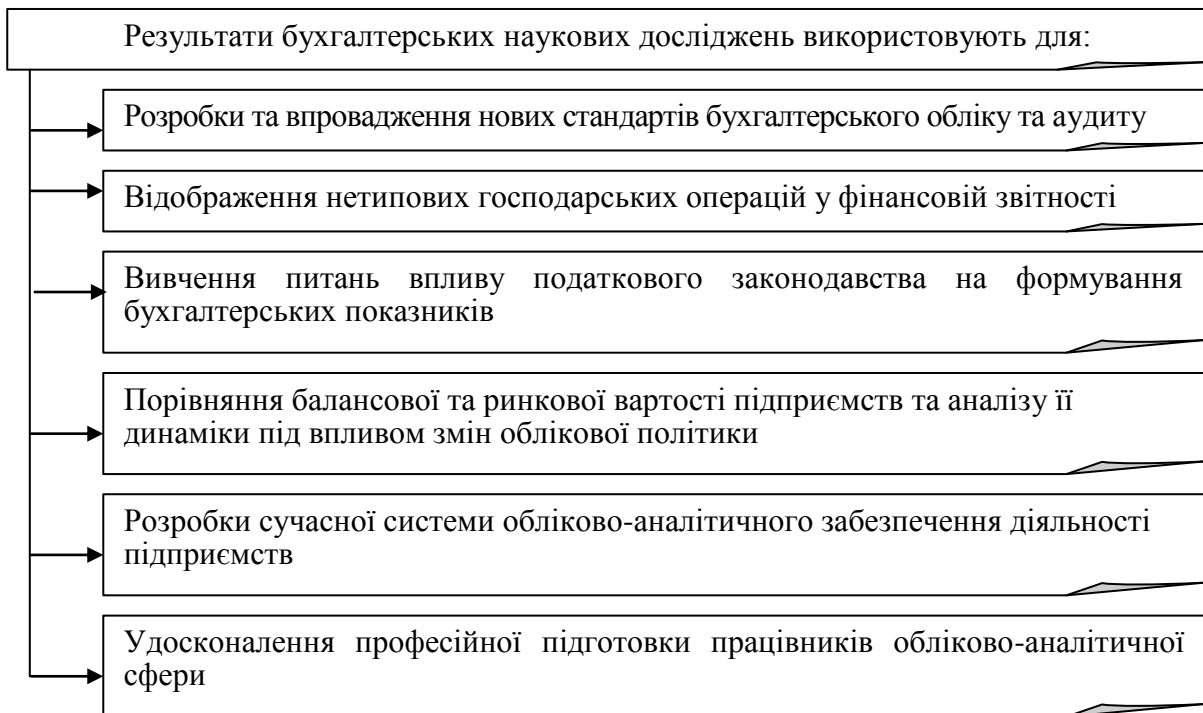 Результати бухгалтерських наукових досліджень використовують для:
Розробки та впровадження нових стандартів бухгалтерського обліку та аудиту
Відображення нетипових господарських операцій у фінансовій звітності
Вивчення питань впливу податкового законодавства на формування
бухгалтерських показників
Порівняння балансової та ринкової вартості підприємств та аналізу її
динаміки під впливом змін облікової політики
Розробки сучасної системи обліково-аналітичного забезпечення діяльності
підприємств
Удосконалення професійної підготовки працівників обліково-аналітичної
сфери